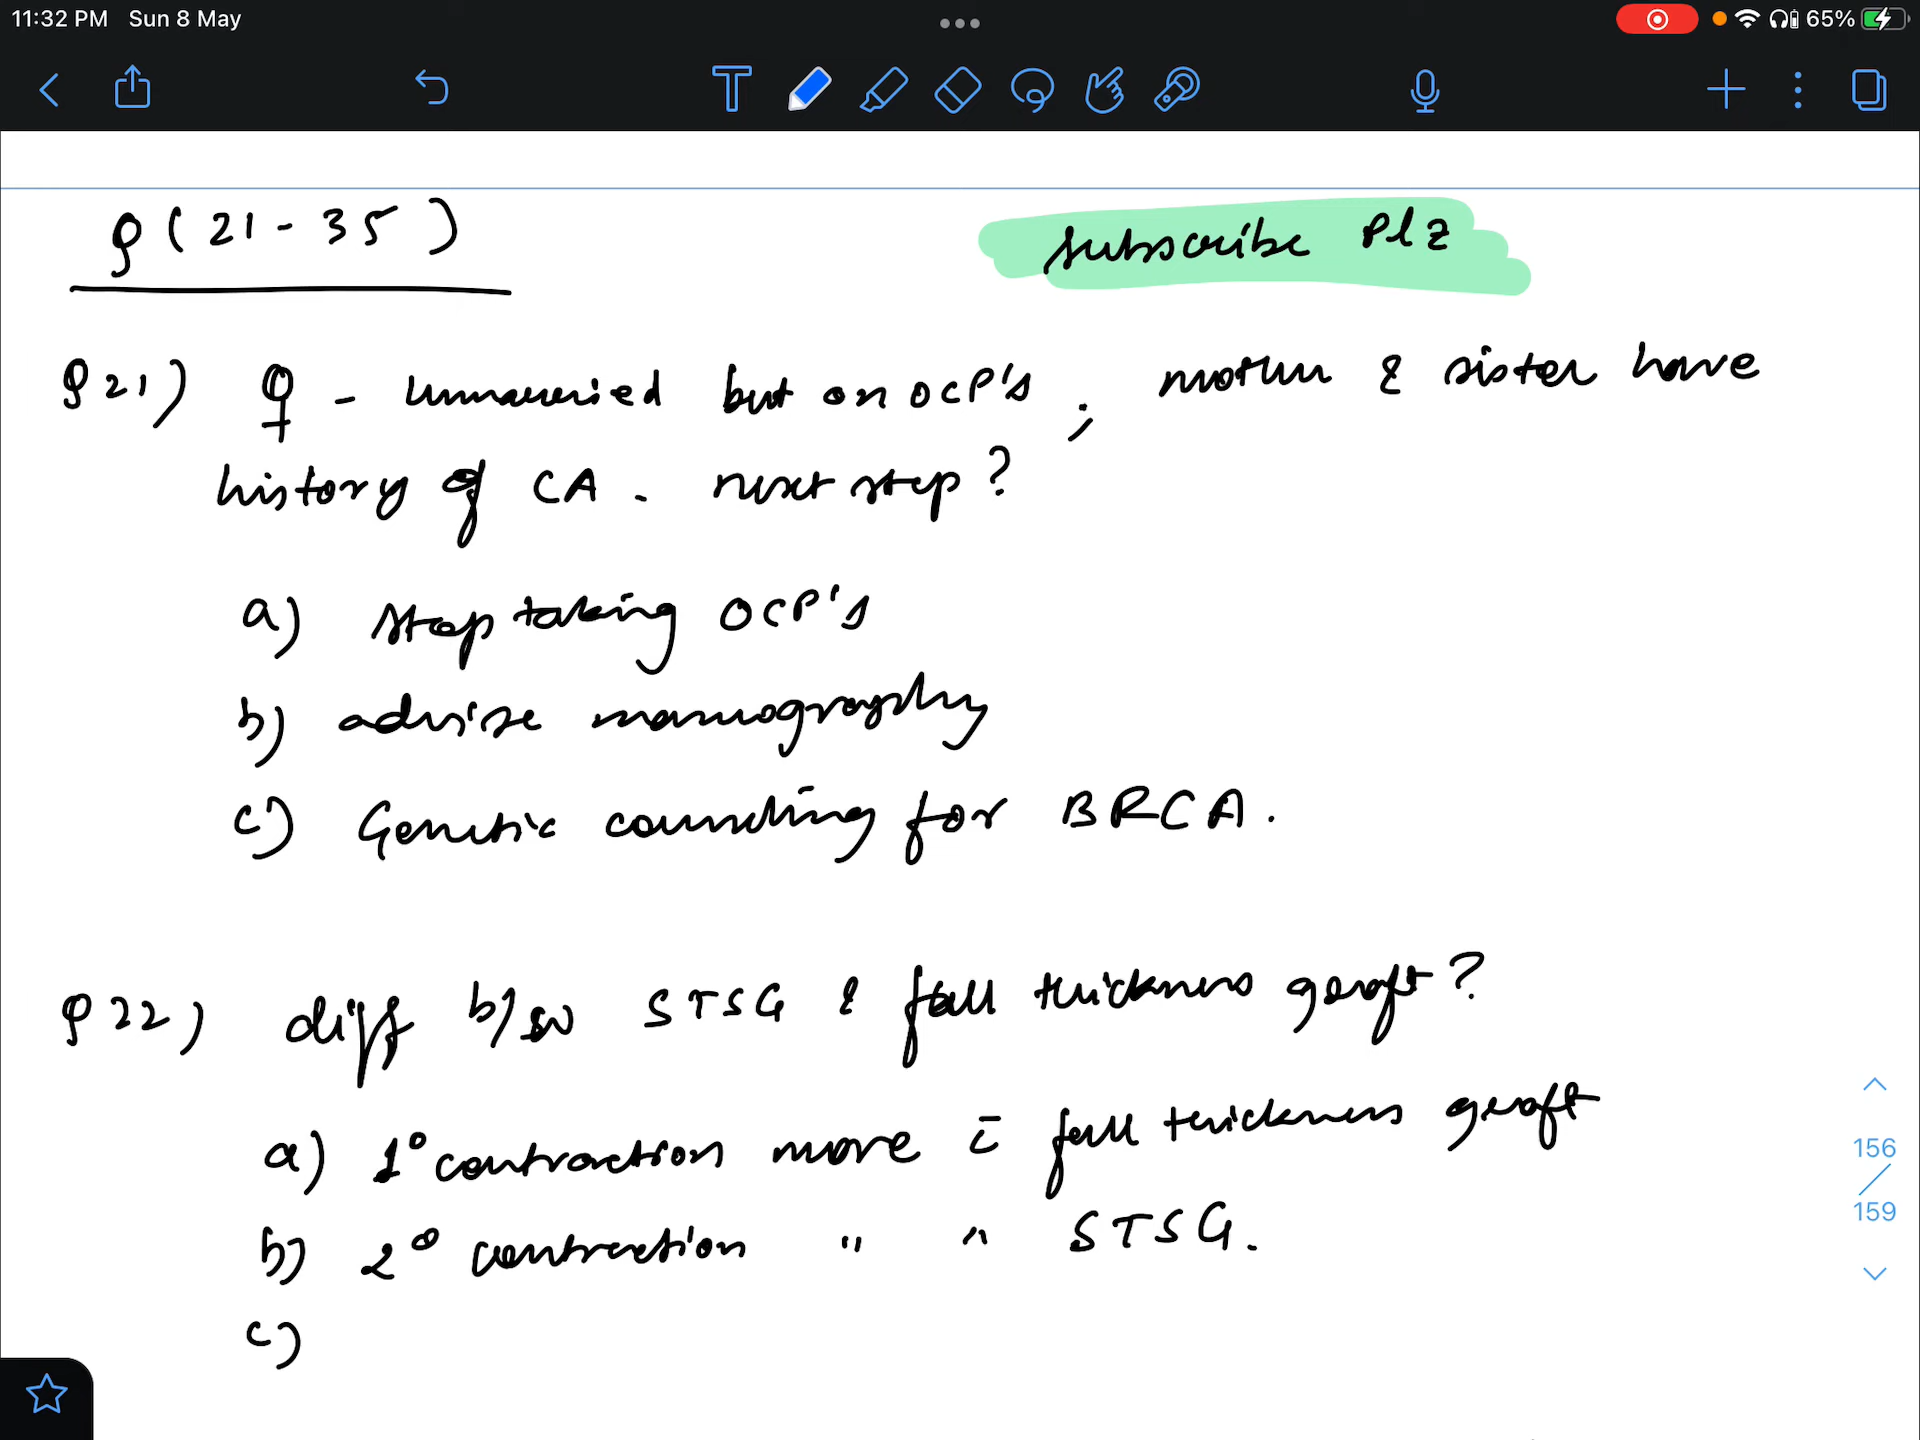 11:32 PM Sun 8 May
65%
Q (21-35)
Subscribe Plz
Q21) ♀ - unmarried but on OCP's ; mother & sister have
history of CA. next step?
a) Stop taking OCP's
b) advise mamography
c) Genetic counselling for BRCA.
Q22) diff b/w STSG & full thickness graft?
a) 1° contraction more c̄ full thickness graft
b) 2° contraction " " STSG.
c)
156
159